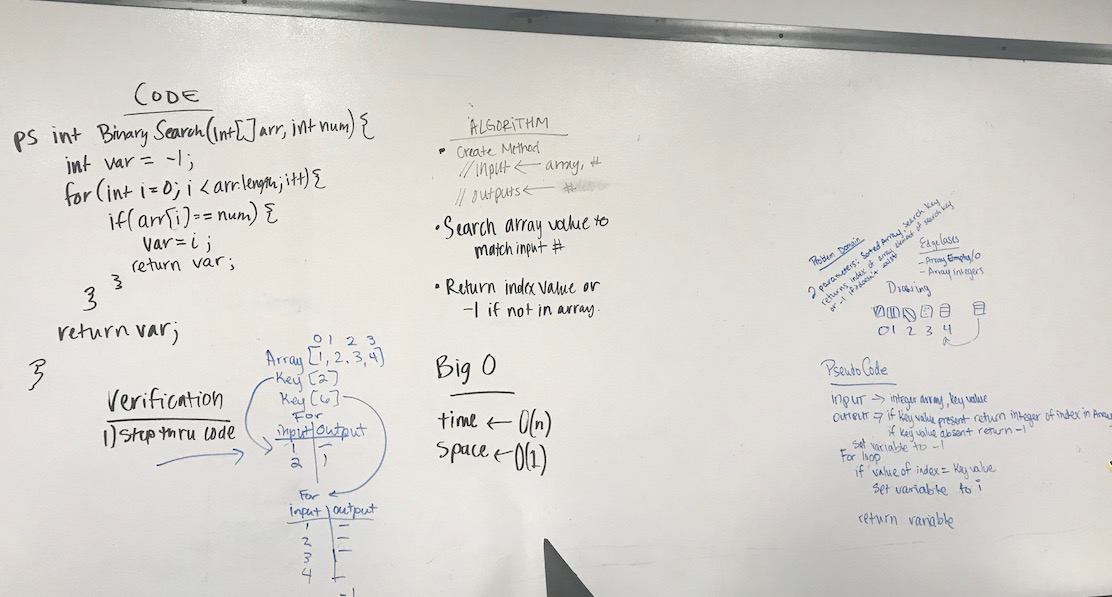 CODE
ps int Binary Search(int[] arr, int num) {
int var = -1;
for (int i=0; i < arr.length; i++) {
if(arr[i]==num) {
var=i;
return var;
}
}
return var;
}
Verification
1) Step thru code
0 1 2 3
Array [1, 2, 3, 4]
Key [2]
Key [6]
For
input | output
1 –
2 1
For
input | output
1 –
2 –
3 –
4 –
-1
ALGORITHM
• Create Method
// input ← array, #
// outputs ← #
• Search array value to
match input #
• Return index value or
-1 if not in array.
Big O
time ← O(n)
space ← O(1)
Problem Domain
2 parameters: Sorted Array, Search Key
returns index of array element of search key
or -1 if doesn't exist
Edge Cases
- Array Empty/0
- Array integers
Drawing
0 1 2 3 4
Pseudo Code
INPUT → integer array, key value
OUTPUT → if key value present return integer of index in Array
if key value absent return -1
Set variable to -1
For loop
if value of index = key value
Set variable to i
return variable